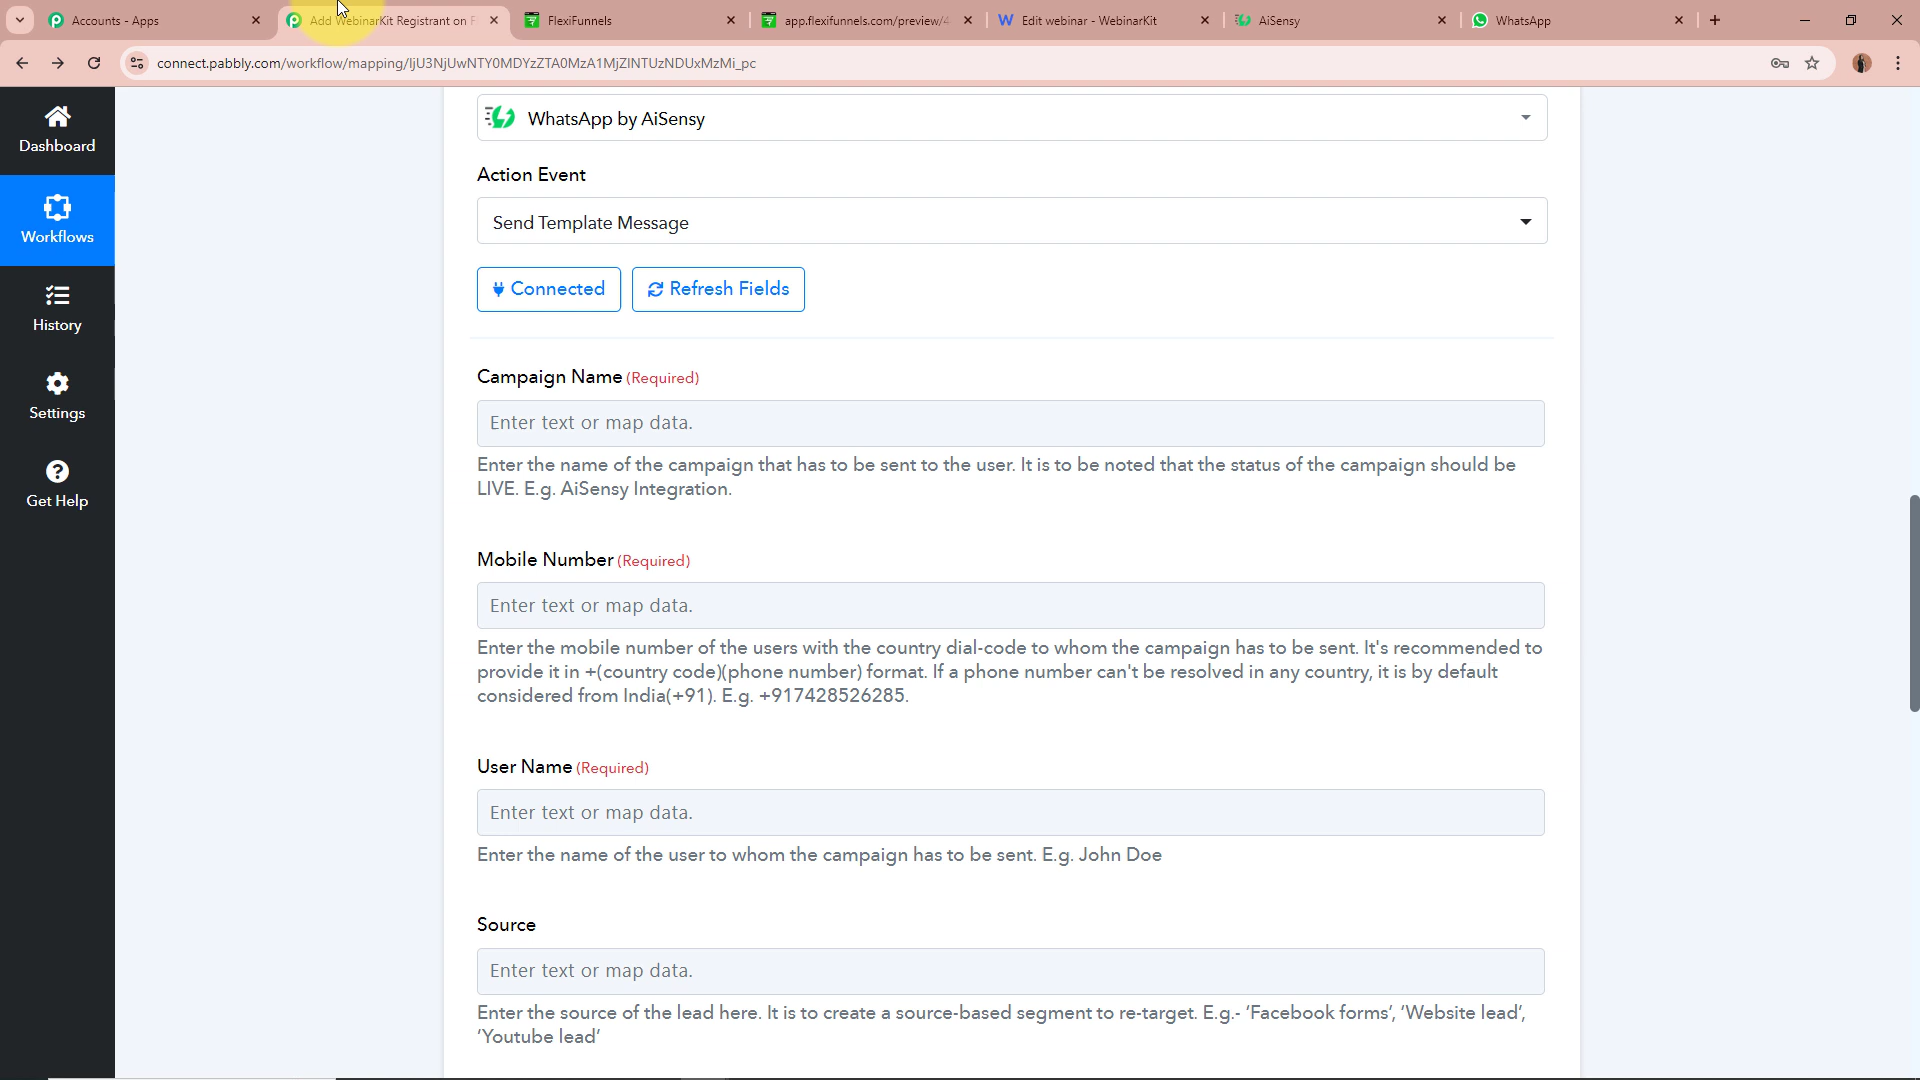 Accounts - Apps
Add WebinarKit Registrant on F
FlexiFunnels
app.flexifunnels.com/preview/4
Edit webinar - WebinarKit
AiSensy
WhatsApp
connect.pabbly.com/workflow/mapping/IjU3NjUwNTY0MDYzZTA0MzA1MjZlNTUzNDUxMzMi_pc
Dashboard
Workflows
History
Settings
Get Help
WhatsApp by AiSensy
Action Event
Send Template Message
Connected
Refresh Fields
Campaign Name (Required)
Enter text or map data.
Enter the name of the campaign that has to be sent to the user. It is to be noted that the status of the campaign should be
LIVE. E.g. AiSensy Integration.
Mobile Number (Required)
Enter text or map data.
Enter the mobile number of the users with the country dial-code to whom the campaign has to be sent. It's recommended to
provide it in +(country code)(phone number) format. If a phone number can't be resolved in any country, it is by default
considered from India(+91). E.g. +917428526285.
User Name (Required)
Enter text or map data.
Enter the name of the user to whom the campaign has to be sent. E.g. John Doe
Source
Enter text or map data.
Enter the source of the lead here. It is to create a source-based segment to re-target. E.g.- ‘Facebook forms’, ‘Website lead’,
‘Youtube lead’